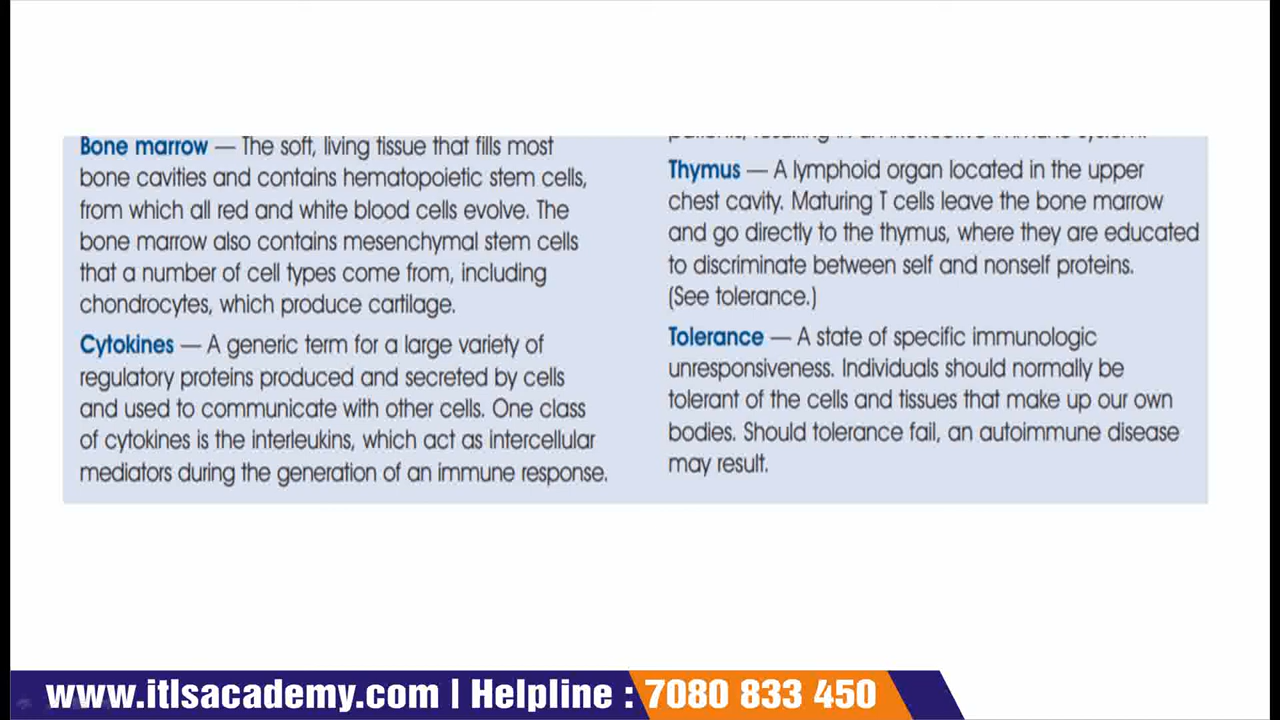 Bone marrow — The soft, living tissue that fills most
bone cavities and contains hematopoietic stem cells,
from which all red and white blood cells evolve. The
bone marrow also contains mesenchymal stem cells
that a number of cell types come from, including
chondrocytes, which produce cartilage.
Cytokines — A generic term for a large variety of
regulatory proteins produced and secreted by cells
and used to communicate with other cells. One class
of cytokines is the interleukins, which act as intercellular
mediators during the generation of an immune response.
Thymus — A lymphoid organ located in the upper
chest cavity. Maturing T cells leave the bone marrow
and go directly to the thymus, where they are educated
to discriminate between self and nonself proteins.
(See tolerance.)
Tolerance — A state of specific immunologic
unresponsiveness. Individuals should normally be
tolerant of the cells and tissues that make up our own
bodies. Should tolerance fail, an autoimmune disease
may result.
www.itlsacademy.com | Helpline : 7080 833 450